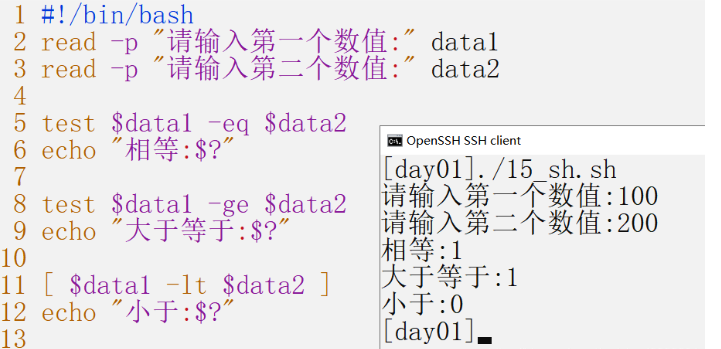 1 #!/bin/bash
2 read -p "请输入第一个数值:" data1
3 read -p "请输入第二个数值:" data2
4
5 test $data1 -eq $data2
6 echo "相等:$?"
7
8 test $data1 -ge $data2
9 echo "大于等于:$?"
10
11 [ $data1 -lt $data2 ]
12 echo "小于:$?"
13
C:\. OpenSSH SSH client
[day01]./15_sh.sh
请输入第一个数值:100
请输入第二个数值:200
相等:1
大于等于:1
小于:0
[day01]